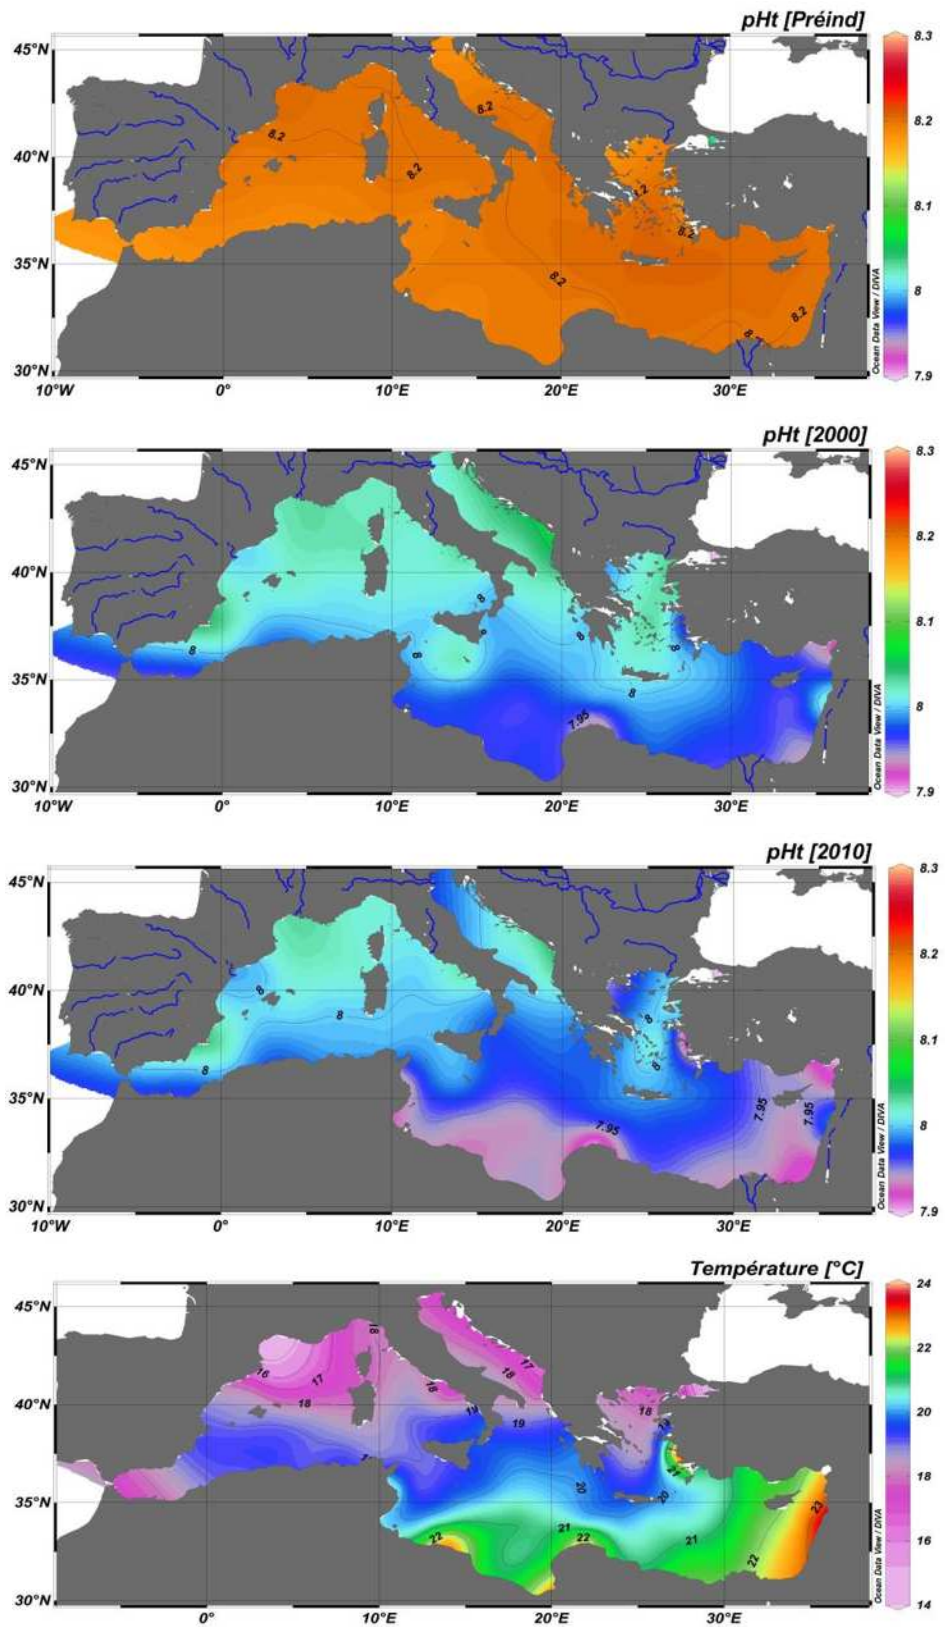 pHt [Préind]
45°N
40°N
35°N
30°N
10°W 0° 10°E 20°E 30°E
8.2
8.2
8.2
8.2
8.2
8.2
8.3
8.2
8.1
8
7.9
Ocean Data View / DIVA
pHt [2000]
45°N
40°N
35°N
30°N
10°W 0° 10°E 20°E 30°E
8
8
8
8
8
8
7.95
8.3
8.2
8.1
8
7.9
Ocean Data View / DIVA
pHt [2010]
45°N
40°N
35°N
30°N
10°W 0° 10°E 20°E 30°E
8
8
8
8
8
7.95
7.95
7.95
8.3
8.2
8.1
8
7.9
Ocean Data View / DIVA
Température [°C]
45°N
40°N
35°N
30°N
0° 10°E 20°E 30°E
18
16
17
18
18
17
18
19
19
18
19
20
20
21
21
21
22
22
22
23
24
22
20
18
16
14
Ocean Data View / DIVA